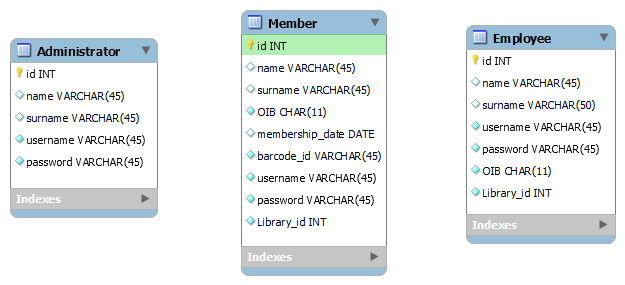 Administrator
id INT
name VARCHAR(45)
surname VARCHAR(45)
username VARCHAR(45)
password VARCHAR(45)
Indexes
Member
id INT
name VARCHAR(45)
surname VARCHAR(45)
OIB CHAR(11)
membership_date DATE
barcode_id VARCHAR(45)
username VARCHAR(45)
password VARCHAR(45)
Library_id INT
Indexes
Employee
id INT
name VARCHAR(45)
surname VARCHAR(50)
username VARCHAR(45)
password VARCHAR(45)
OIB CHAR(11)
Library_id INT
Indexes